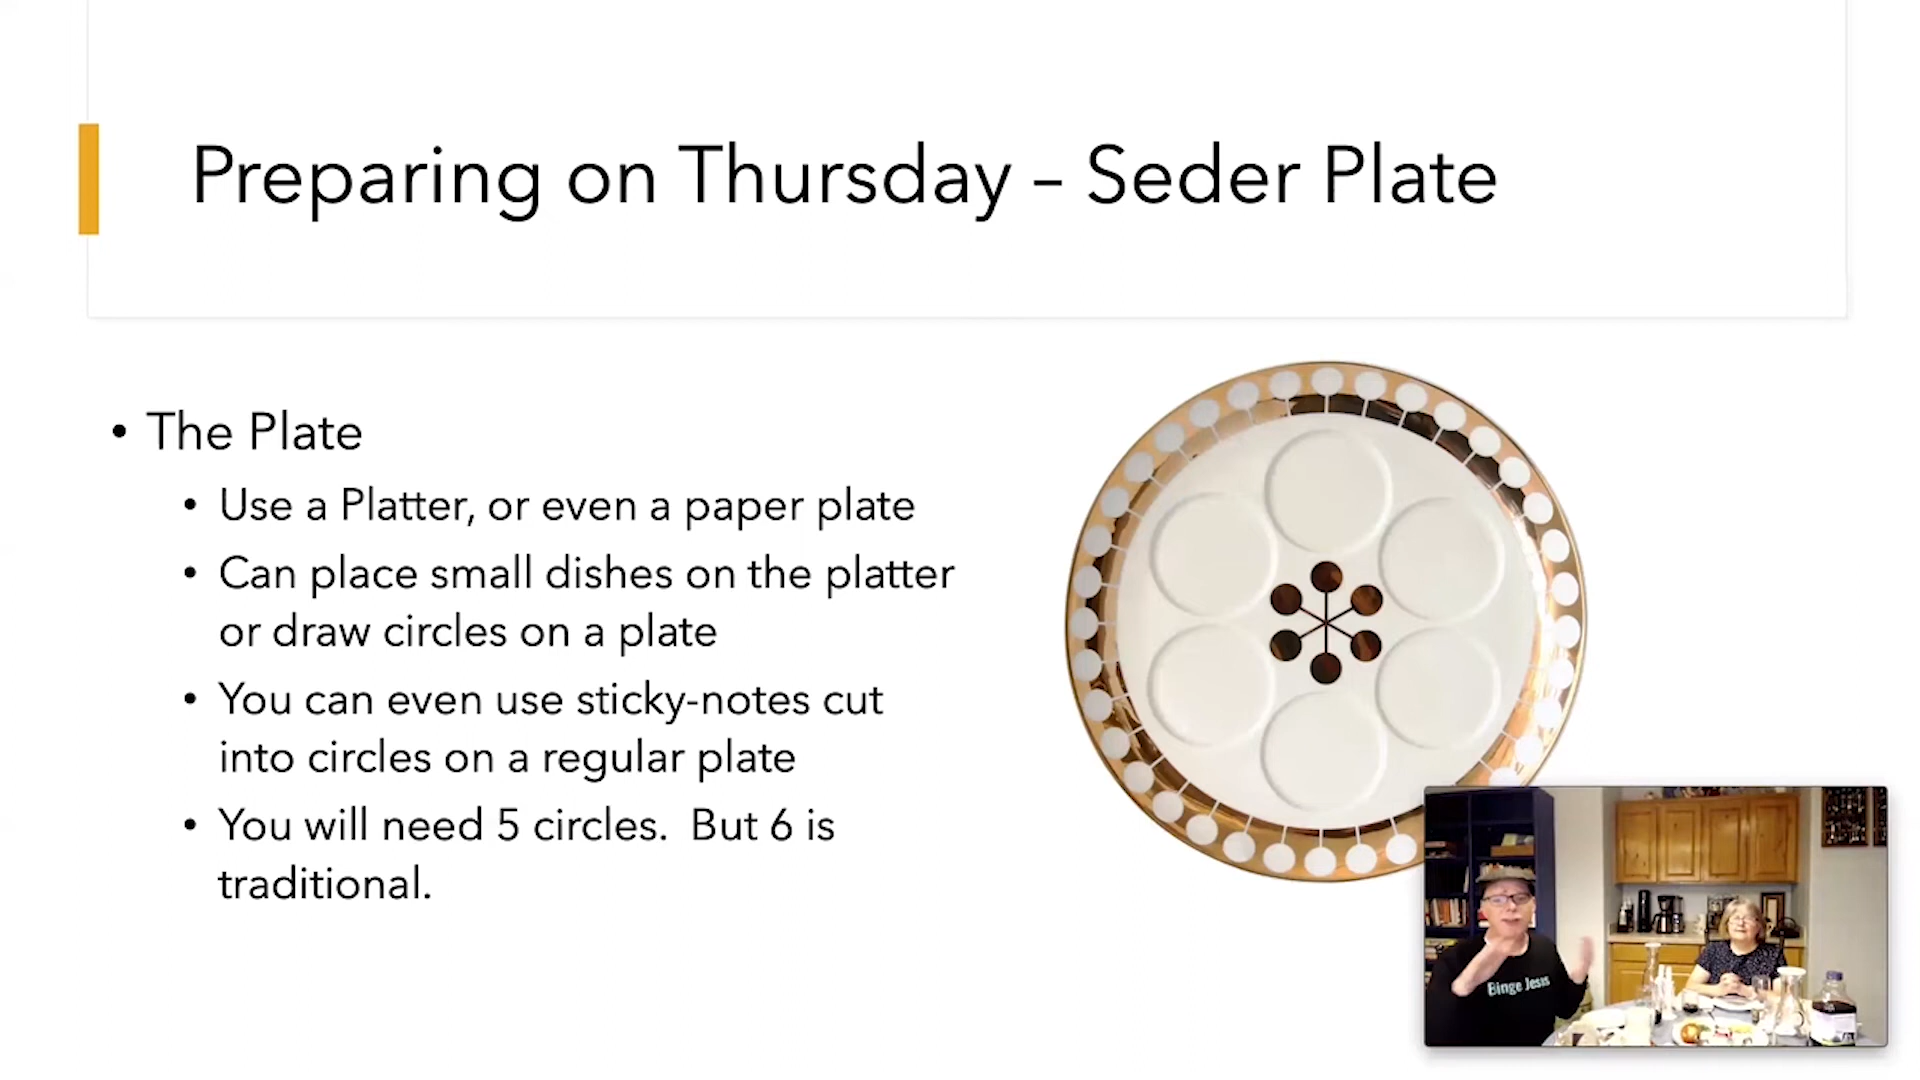 Preparing on Thursday – Seder Plate
• The Plate
• Use a Platter, or even a paper plate
• Can place small dishes on the platter
or draw circles on a plate
• You can even use sticky-notes cut
into circles on a regular plate
• You will need 5 circles.  But 6 is
traditional.
Binge Jesus